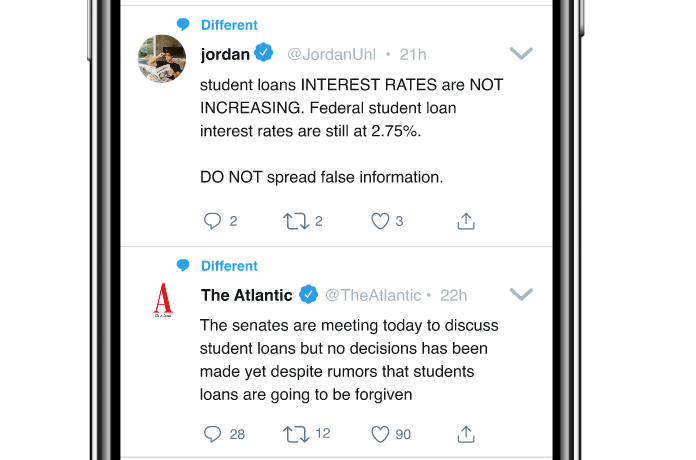 Different
jordan @JordanUhl · 21h
student loans INTEREST RATES are NOT
INCREASING. Federal student loan
interest rates are still at 2.75%.
DO NOT spread false information.
2 2 3
Different
A
The Atlantic @TheAtlantic · 22h
The senates are meeting today to discuss
student loans but no decisions has been
made yet despite rumors that students
loans are going to be forgiven
28 12 90